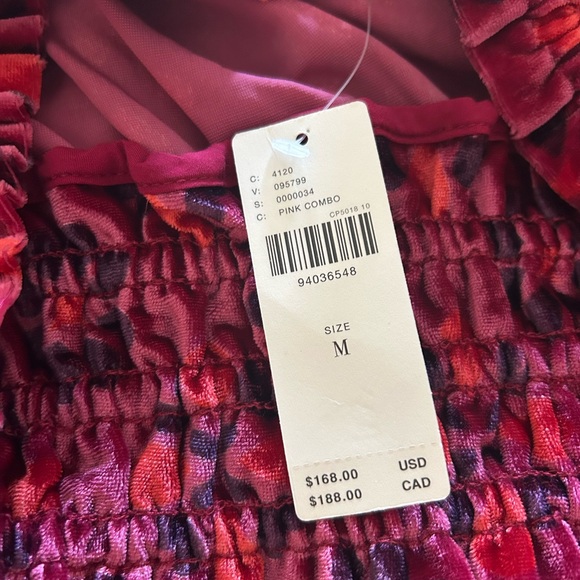 C: 4120
V: 095799
S: 0000034
C: PINK COMBO
CP5018 10
94036548
SIZE
M
$168.00 USD
$188.00 CAD